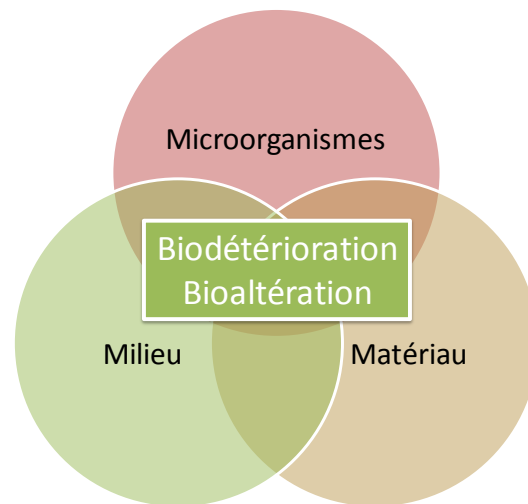 Microorganismes
Biodétérioration
Bioaltération
Milieu
Matériau